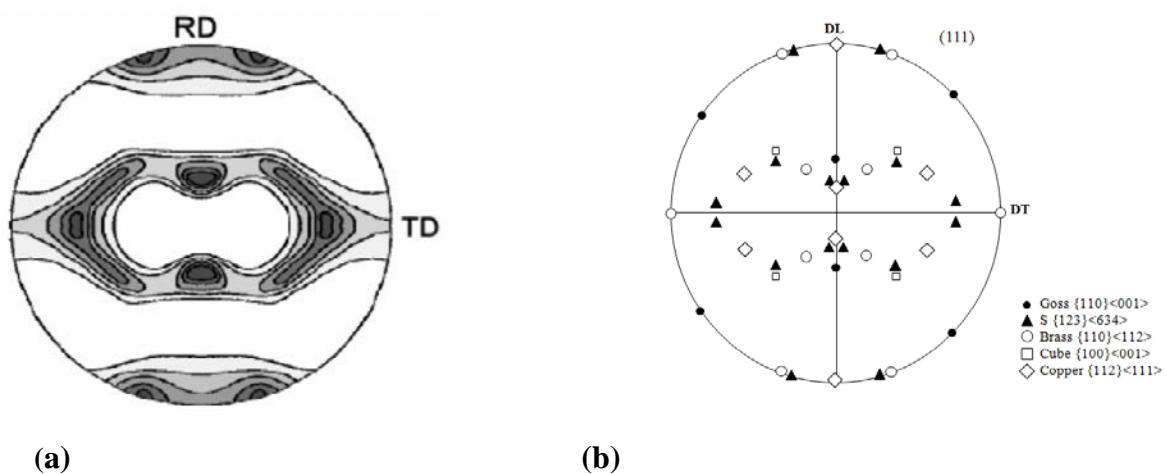 RD
TD
(a)
DL
(111)
DT
Goss {110}<001>
S {123}<634>
Brass {110}<112>
Cube {100}<001>
Copper {112}<111>
(b)